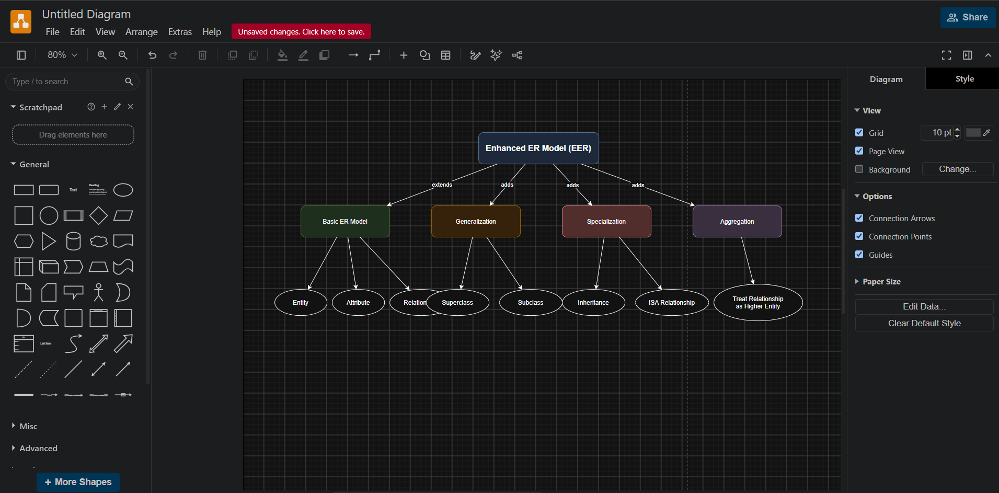 Untitled Diagram
File Edit View Arrange Extras Help
Unsaved changes. Click here to save.
Share
80%
Type / to search
Scratchpad
Drag elements here
General
Text
Heading
List Item
Misc
Advanced
+ More Shapes
Enhanced ER Model (EER)
extends
adds
adds
adds
Basic ER Model
Generalization
Specialization
Aggregation
Entity
Attribute
Relation
Superclass
Subclass
Inheritance
ISA Relationship
Treat Relationship
as Higher Entity
Diagram
Style
View
Grid
10 pt
Page View
Background
Change...
Options
Connection Arrows
Connection Points
Guides
Paper Size
Edit Data...
Clear Default Style